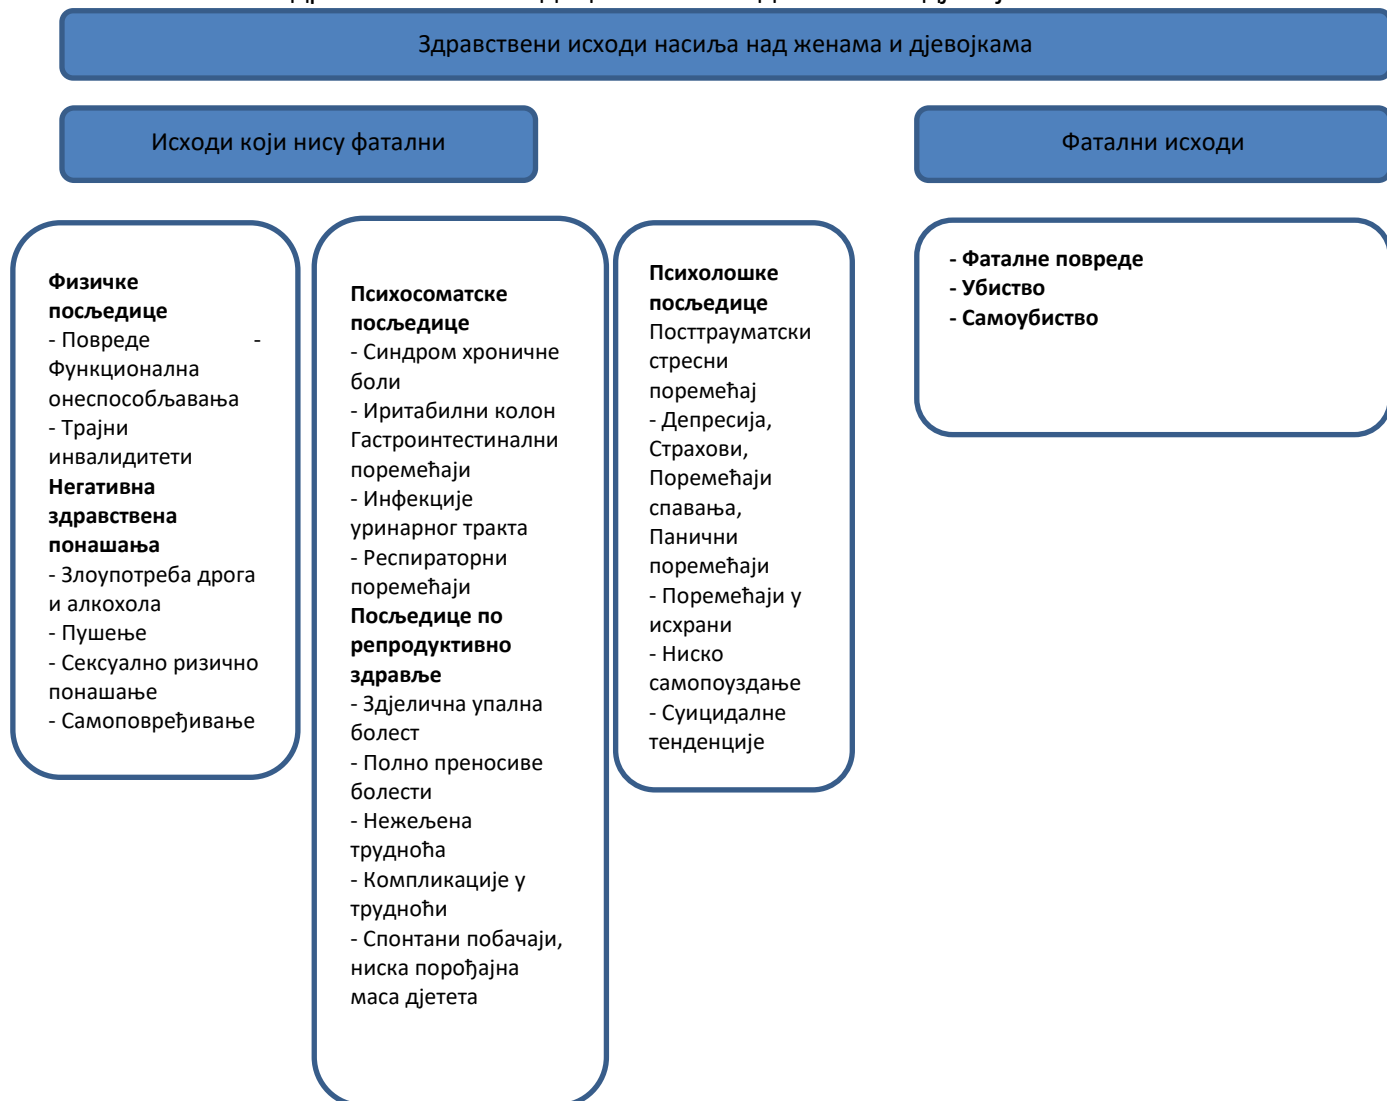 Здравствени исходи насиља над женама и дјевојкама
Исходи који нису фатални
Фатални исходи
Физичке
посљедице
- Повреде -
Функционална
онеспособљавања
- Трајни
инвалидитети
Негативна
здравствена
понашања
- Злоупотреба дрога
и алкохола
- Пушење
- Сексуално ризично
понашање
- Самоповређивање
Психосоматске
посљедице
- Синдром хроничне
боли
- Иритабилни колон
Гастроинтестинални
поремећаји
- Инфекције
уринарног тракта
- Респираторни
поремећаји
Посљедице по
репродуктивно
здравље
- Здјелична упална
болест
- Полно преносиве
болести
- Нежељена
трудноћа
- Компликације у
трудноћи
- Спонтани побачаји,
ниска порођајна
маса дјетета
Психолошке
посљедице
Посттрауматски
стресни
поремећај
- Депресија,
Страхови,
Поремећаји
спавања,
Панични
поремећаји
- Поремећаји у
исхрани
- Ниско
самопоуздање
- Суицидалне
тенденције
- Фаталне повреде
- Убиство
- Самоубиство